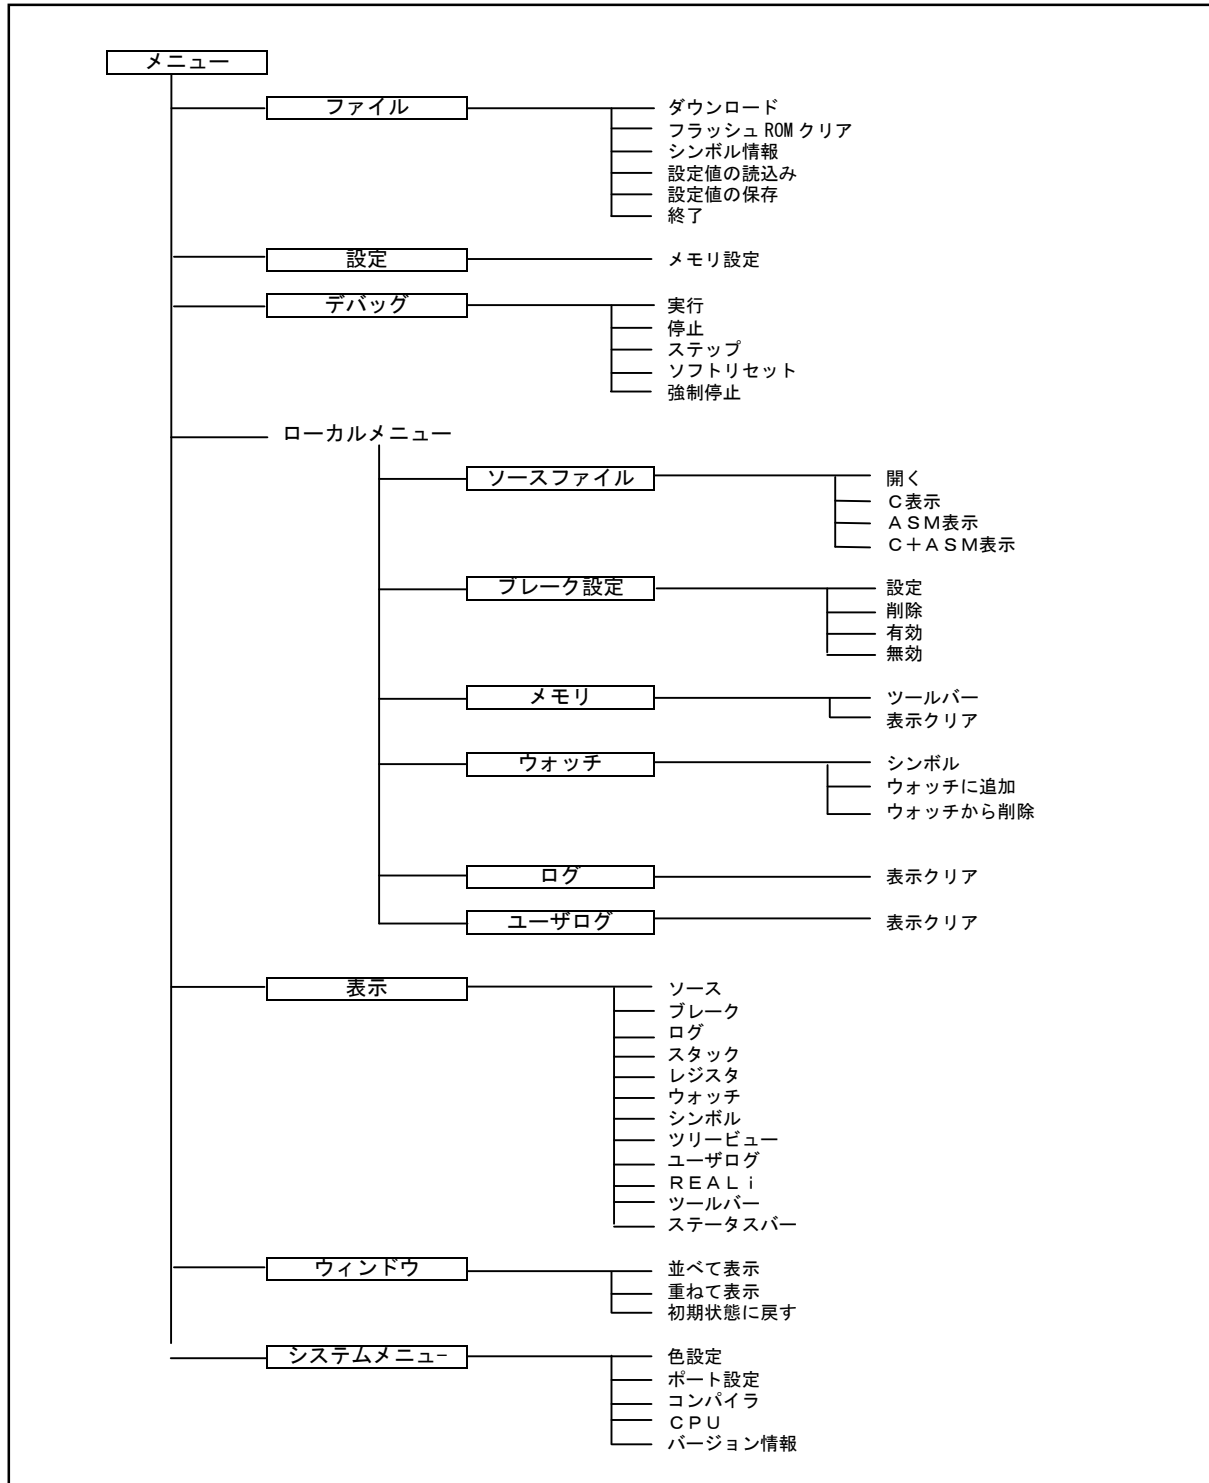 メニュー
ファイル
ダウンロード
フラッシュ ROM クリア
シンボル情報
設定値の読込み
設定値の保存
終了
設定
メモリ設定
デバッグ
実行
停止
ステップ
ソフトリセット
強制停止
ローカルメニュー
ソースファイル
開く
C表示
ASM表示
C+ASM表示
ブレーク設定
設定
削除
有効
無効
メモリ
ツールバー
表示クリア
ウォッチ
シンボル
ウォッチに追加
ウォッチから削除
ログ
表示クリア
ユーザログ
表示クリア
表示
ソース
ブレーク
ログ
スタック
レジスタ
ウォッチ
シンボル
ツリービュー
ユーザログ
REALi
ツールバー
ステータスバー
ウィンドウ
並べて表示
重ねて表示
初期状態に戻す
システムメニュ-
色設定
ポート設定
コンパイラ
CPU
バージョン情報